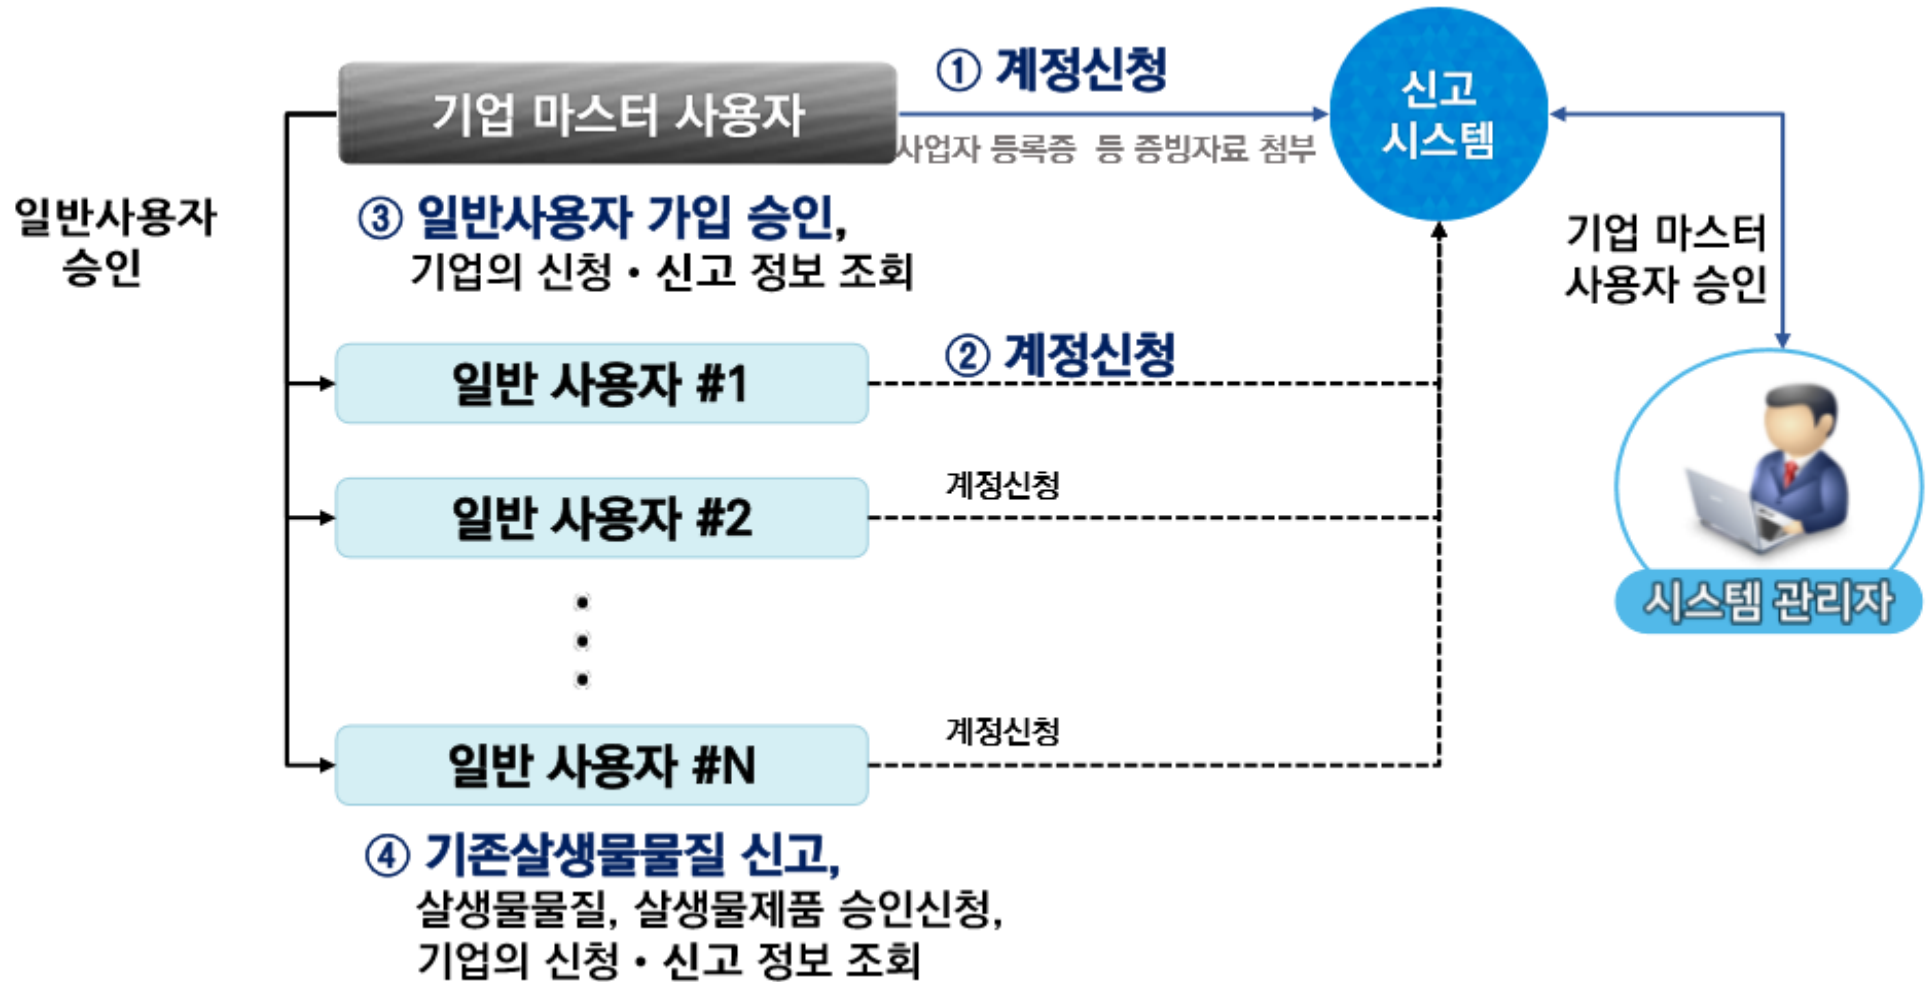 기업 마스터 사용자
① 계정신청
사업자 등록증 등 증빙자료 첨부
신고
시스템
일반사용자
승인
③ 일반사용자 가입 승인,
기업의 신청 • 신고 정보 조회
기업 마스터
사용자 승인
일반 사용자 #1
② 계정신청
일반 사용자 #2
계정신청
시스템 관리자
일반 사용자 #N
계정신청
④ 기존살생물물질 신고,
살생물물질, 살생물제품 승인신청,
기업의 신청 • 신고 정보 조회